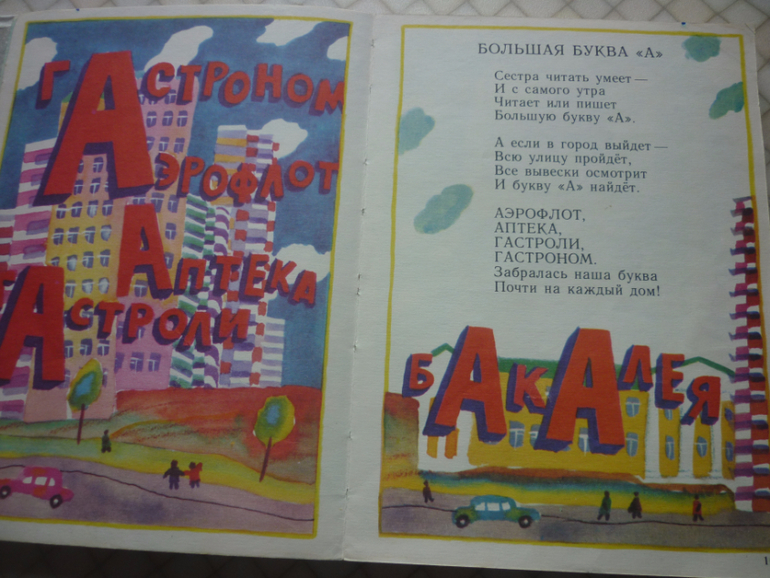 ГАСТРОНОМ
АЭРОФЛОТ
АПТЕКА
ГАСТРОЛИ
БОЛЬШАЯ БУКВА «А»
Сестра читать умеет —
И с самого утра
Читает или пишет
Большую букву «А».
А если в город выйдет —
Всю улицу пройдёт,
Все вывески осмотрит
И букву «А» найдёт.
АЭРОФЛОТ,
АПТЕКА,
ГАСТРОЛИ,
ГАСТРОНОМ.
Забралась наша буква
Почти на каждый дом!
БАКАЛЕЯ